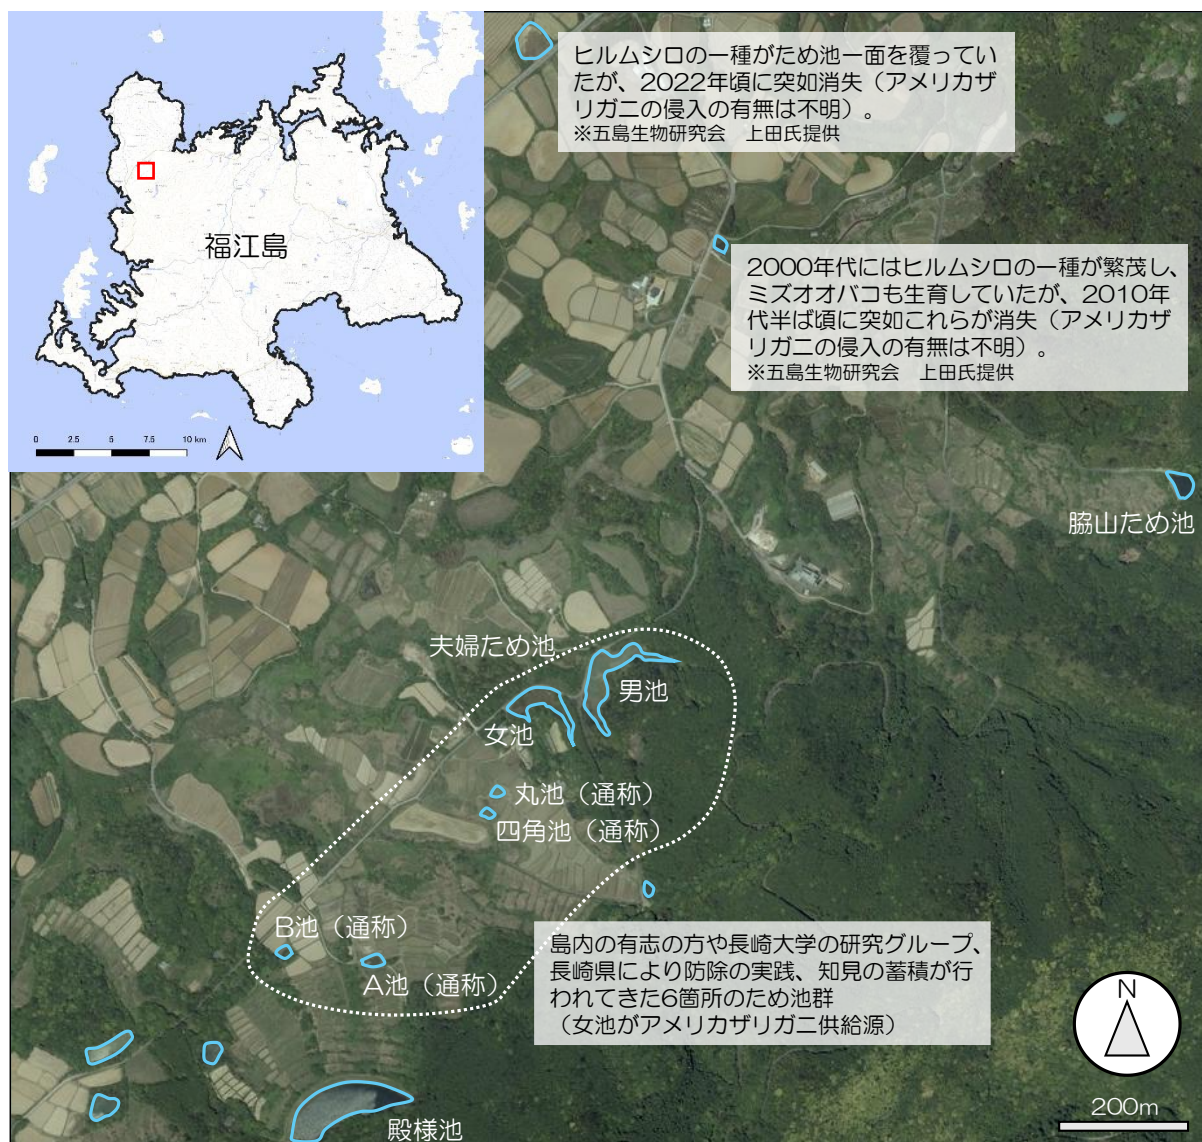 ヒルムシロの一種がため池一面を覆ってい
たが、2022年頃に突如消失（アメリカザ
リガニの侵入の有無は不明）。
※五島生物研究会　上田氏提供
福江島
0 2.5 5 7.5 10 km
2000年代にはヒルムシロの一種が繁茂し、
ミズオオバコも生育していたが、2010年
代半ば頃に突如これらが消失（アメリカザ
リガニの侵入の有無は不明）。
※五島生物研究会　上田氏提供
脇山ため池
夫婦ため池
男池
女池
丸池（通称）
四角池（通称）
B池（通称）
A池（通称）
島内の有志の方や長崎大学の研究グループ、
長崎県により防除の実践、知見の蓄積が行
われてきた6箇所のため池群
（女池がアメリカザリガニ供給源）
N
200m
殿様池